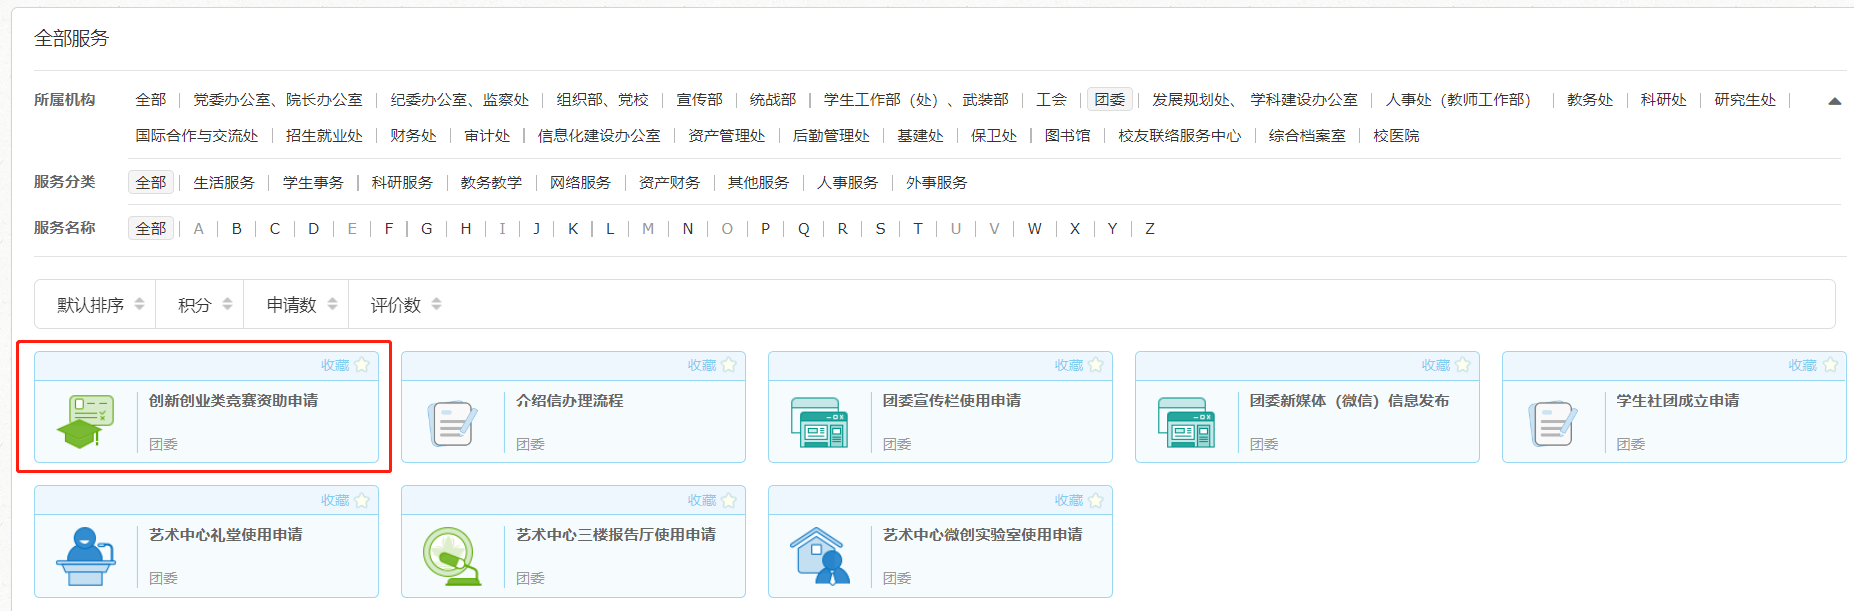 全部服务
所属机构 全部 党委办公室、院长办公室 纪委办公室、监察处 组织部、党校 宣传部 统战部 学生工作部（处）、武装部 工会 团委 发展规划处、学科建设办公室 人事处（教师工作部） 教务处 科研处 研究生处
国际合作与交流处 招生就业处 财务处 审计处 信息化建设办公室 资产管理处 后勤管理处 基建处 保卫处 图书馆 校友联络服务中心 综合档案室 校医院
服务分类 全部 生活服务 学生事务 科研服务 教务教学 网络服务 资产财务 其他服务 人事服务 外事服务
服务名称 全部 A B C D E F G H I J K L M N O P Q R S T U V W X Y Z
默认排序 积分 申请数 评价数
收藏 收藏 收藏 收藏 收藏
创新创业类竞赛资助申请 介绍信办理流程 团委宣传栏使用申请 团委新媒体（微信）信息发布 学生社团成立申请
团委 团委 团委 团委 团委
收藏 收藏 收藏
艺术中心礼堂使用申请 艺术中心三楼报告厅使用申请 艺术中心微创实验室使用申请
团委 团委 团委